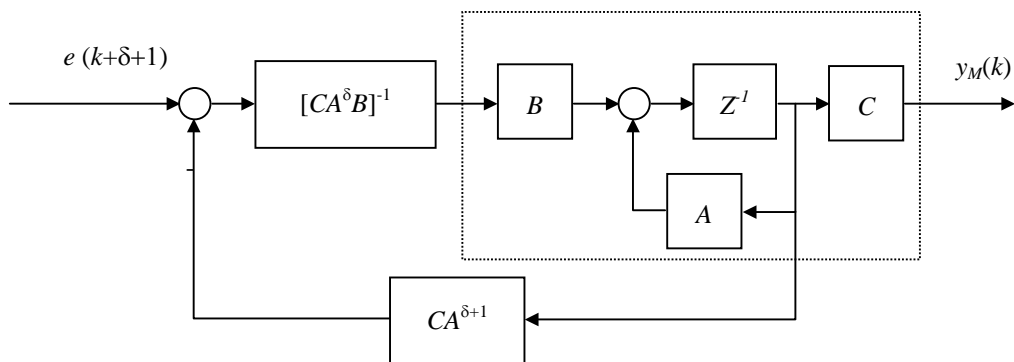 e (k+δ+1)
[CA^δB]^-1
B
Z^-1
C
y_M(k)
A
CA^δ+1